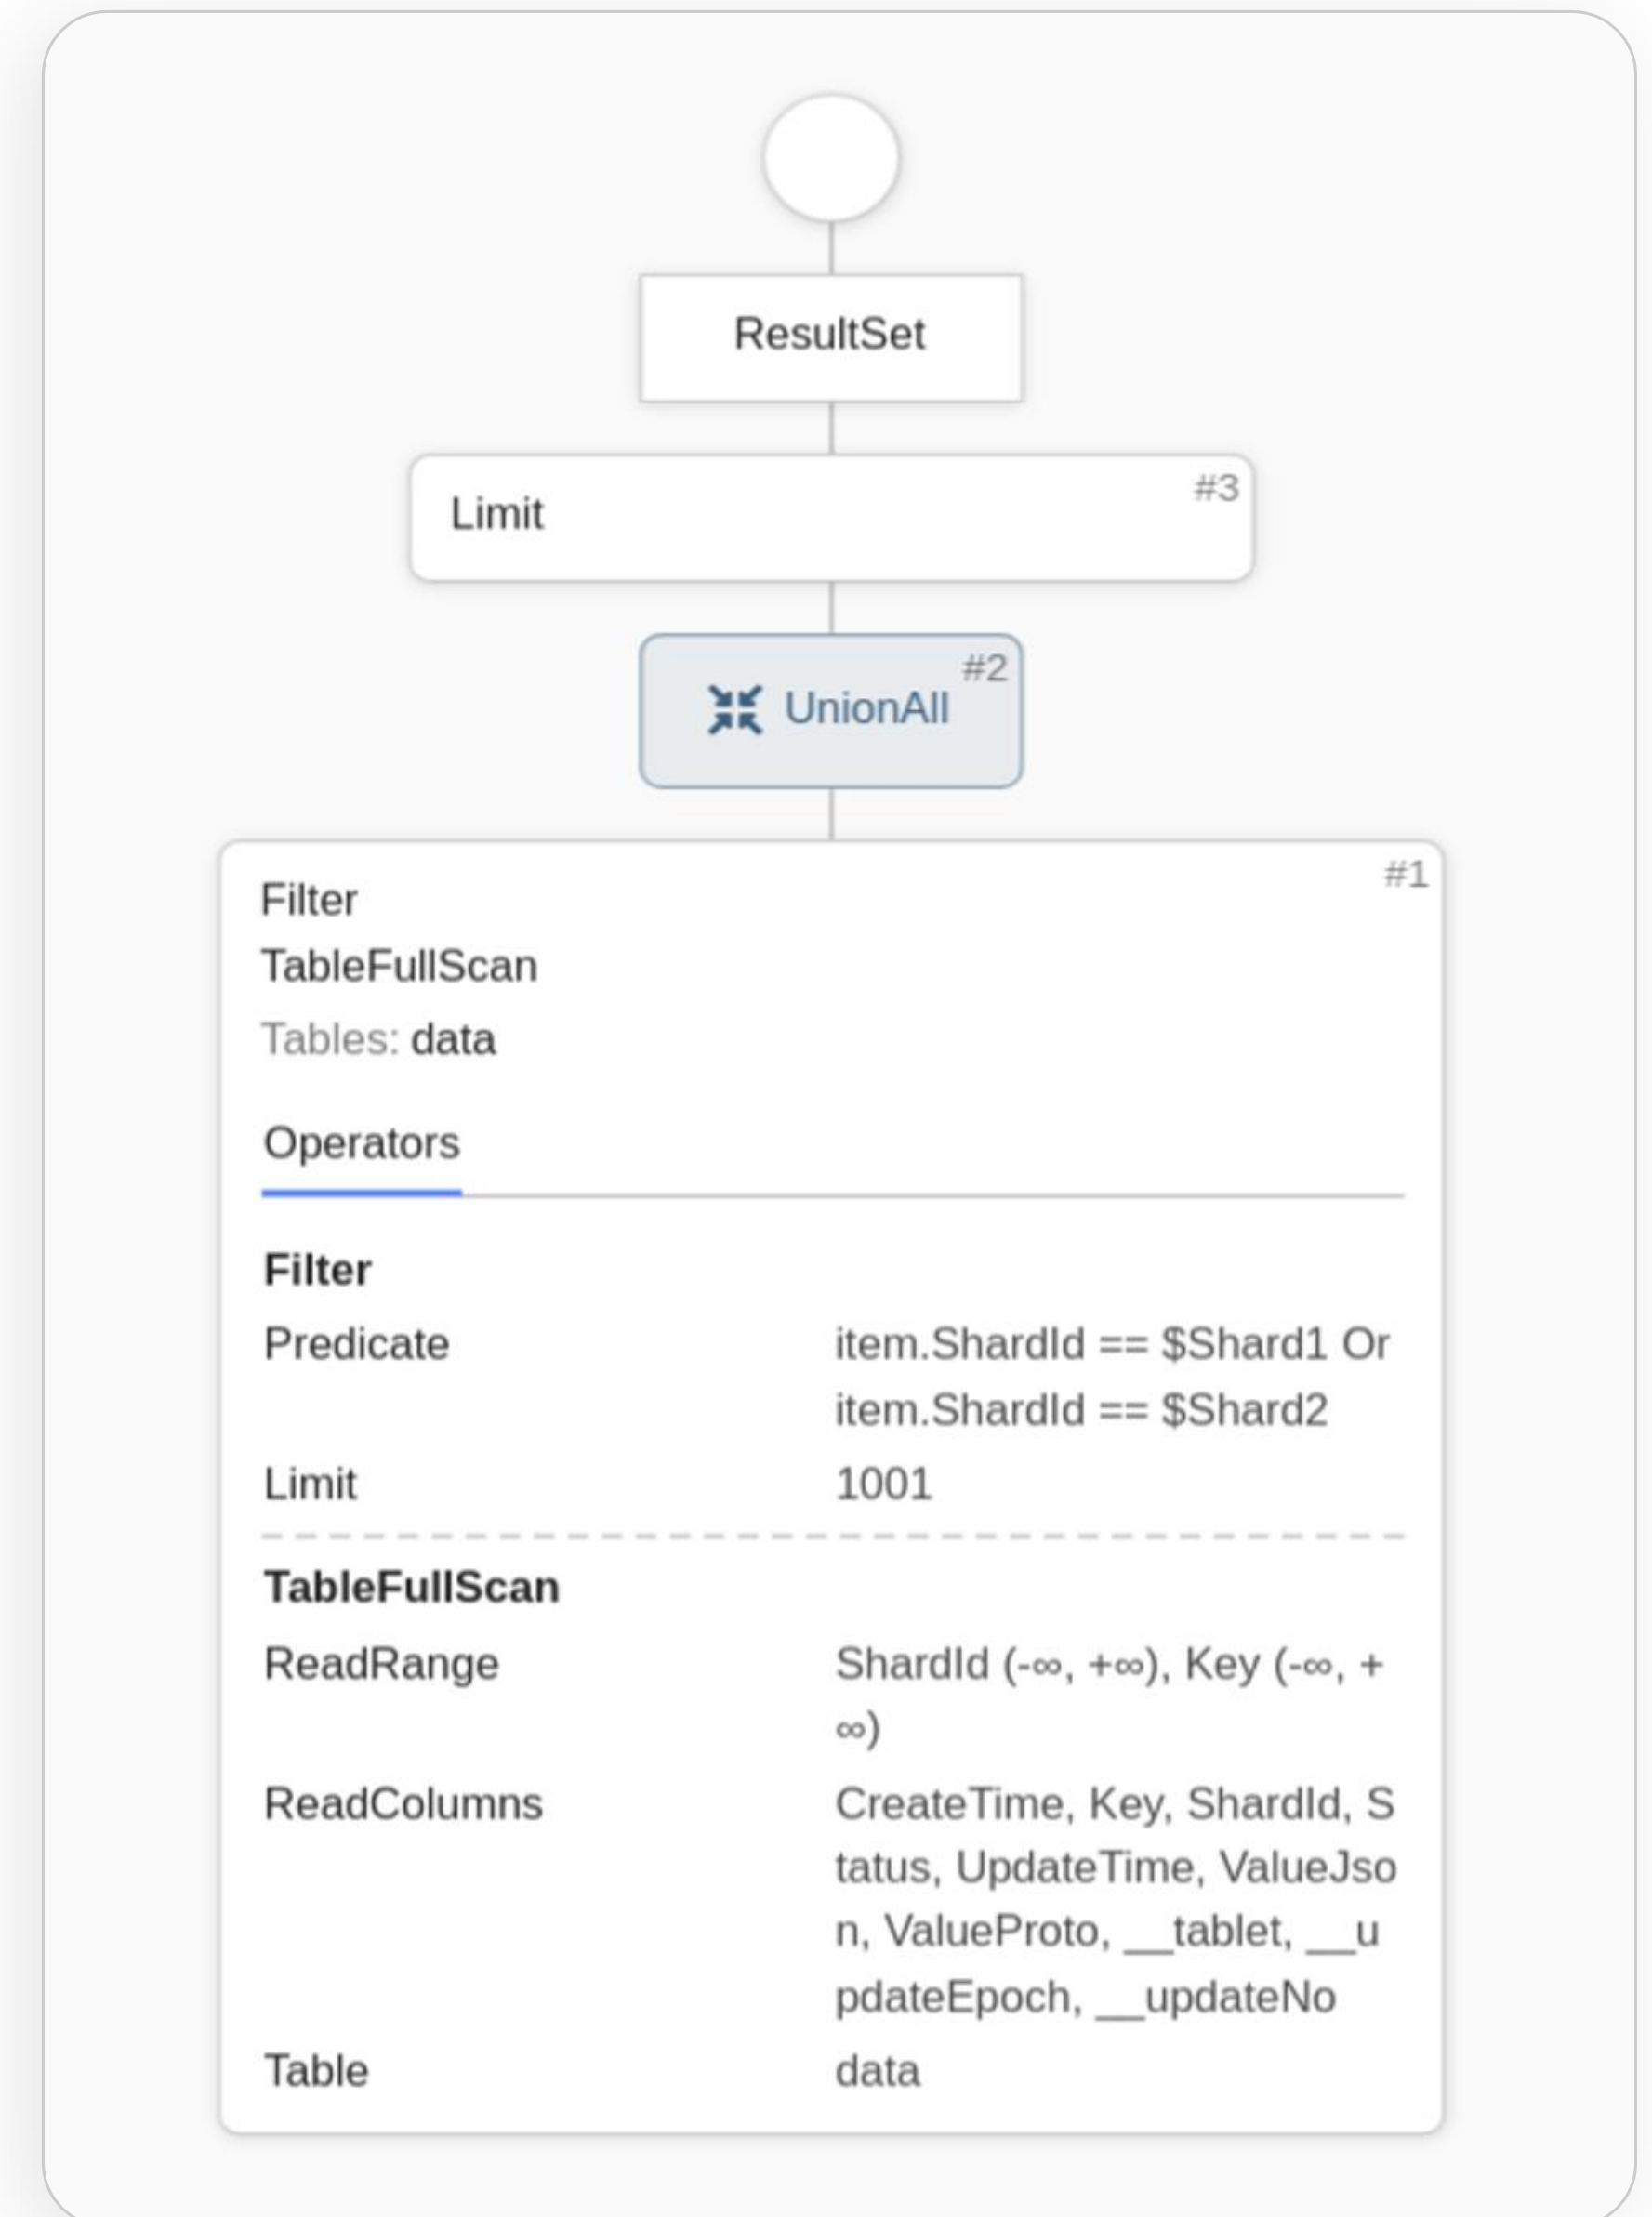 ResultSet
#3
Limit
#2
UnionAll
#1
Filter
TableFullScan
Tables: data
Operators
Filter
Predicate item.ShardId == $Shard1 Or
item.ShardId == $Shard2
Limit 1001
TableFullScan
ReadRange ShardId (-∞, +∞), Key (-∞, +
∞)
ReadColumns CreateTime, Key, ShardId, S
tatus, UpdateTime, ValueJso
n, ValueProto, __tablet, __u
pdateEpoch, __updateNo
Table data